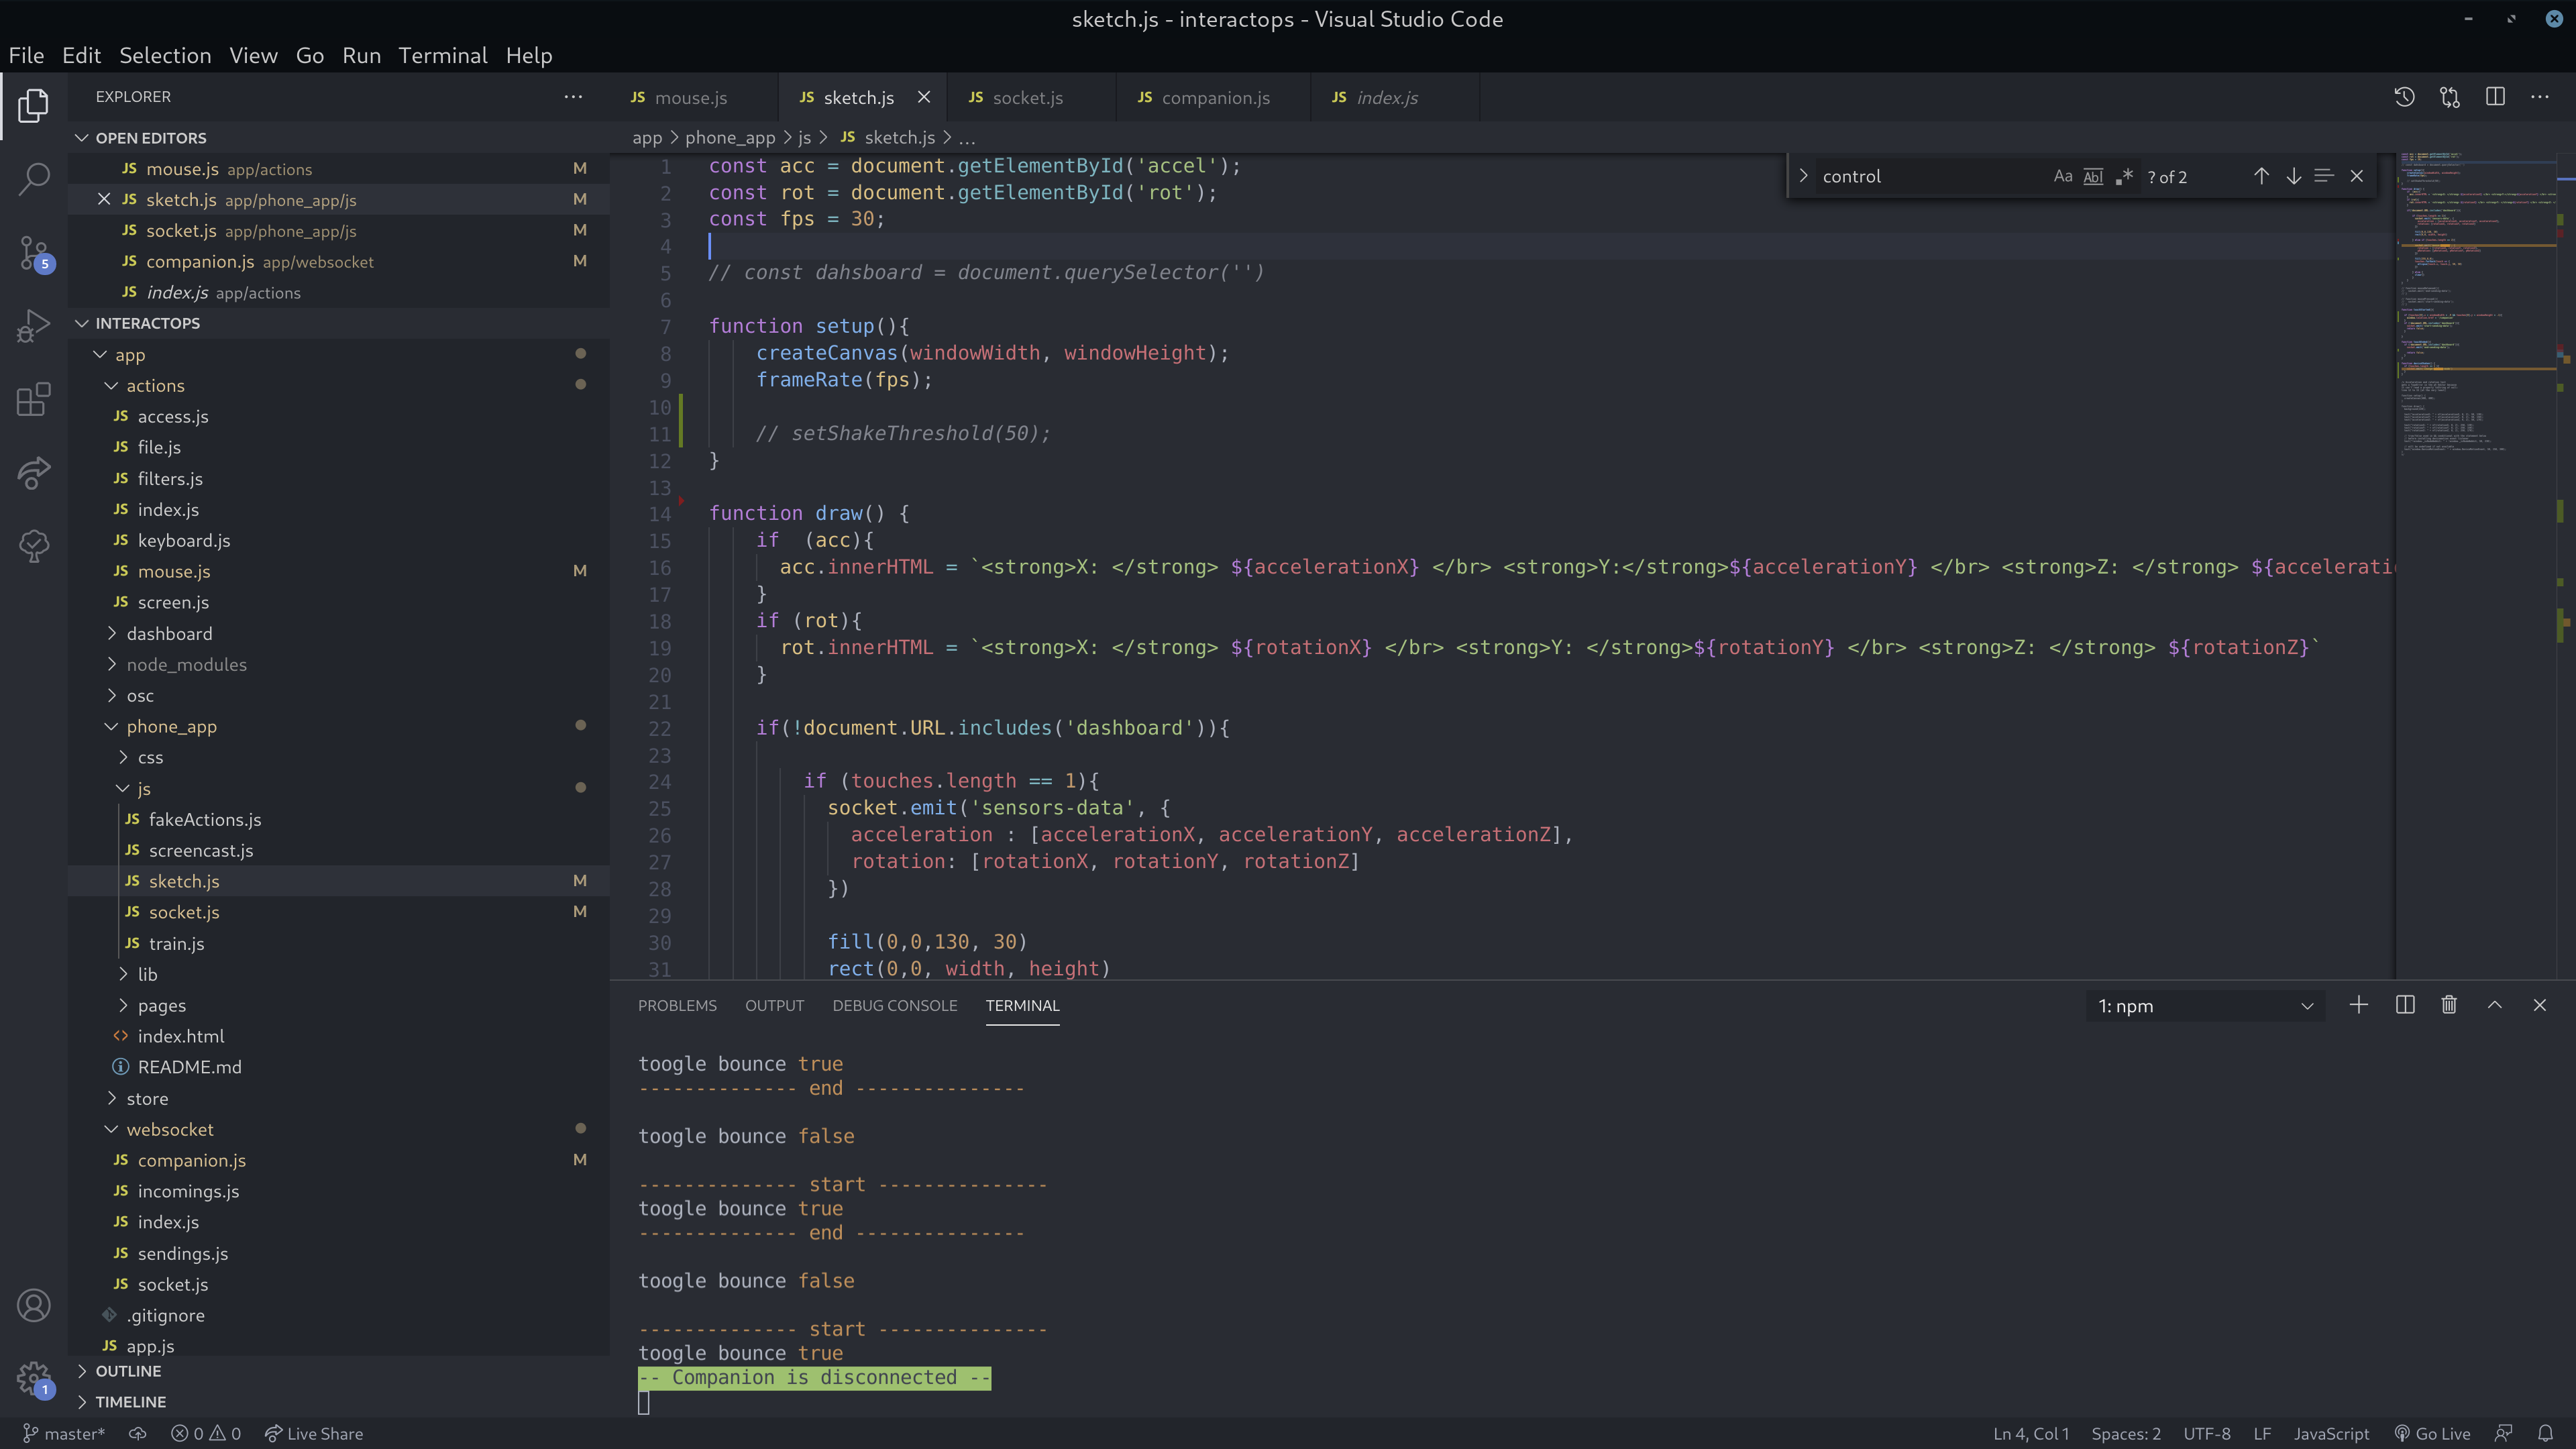 sketch.js - interactops - Visual Studio Code
File Edit Selection View Go Run Terminal Help
EXPLORER
OPEN EDITORS
JS mouse.js app/actions M
JS sketch.js app/phone_app/js M
JS socket.js app/phone_app/js M
JS companion.js app/websocket M
JS index.js app/actions
INTERACTOPS
app
actions
JS access.js
JS file.js
JS filters.js
JS index.js
JS keyboard.js
JS mouse.js M
JS screen.js
dashboard
node_modules
osc
phone_app
css
js
JS fakeActions.js
JS screencast.js
JS sketch.js M
JS socket.js M
JS train.js
lib
pages
index.html
README.md
store
websocket
JS companion.js M
JS incomings.js
JS index.js
JS sendings.js
JS socket.js
.gitignore
JS app.js
OUTLINE
TIMELINE
5
1
JS mouse.js JS sketch.js JS socket.js JS companion.js JS index.js
app > phone_app > js > JS sketch.js > ...
control Aa Abl .* ? of 2
1 const acc = document.getElementById('accel');
2 const rot = document.getElementById('rot');
3 const fps = 30;
4
5 // const dahsboard = document.querySelector('')
6
7 function setup(){
8 createCanvas(windowWidth, windowHeight);
9 frameRate(fps);
10
11 // setShakeThreshold(50);
12 }
13
14 function draw() {
15 if  (acc){
16 acc.innerHTML = `<strong>X: </strong> ${accelerationX} </br> <strong>Y:</strong>${accelerationY} </br> <strong>Z: </strong> ${accelerati
17 }
18 if (rot){
19 rot.innerHTML = `<strong>X: </strong> ${rotationX} </br> <strong>Y: </strong>${rotationY} </br> <strong>Z: </strong> ${rotationZ}`
20 }
21
22 if(!document.URL.includes('dashboard')){
23
24 if (touches.length == 1){
25 socket.emit('sensors-data', {
26 acceleration : [accelerationX, accelerationY, accelerationZ],
27 rotation: [rotationX, rotationY, rotationZ]
28 })
29
30 fill(0,0,130, 30)
31 rect(0,0, width, height)
PROBLEMS OUTPUT DEBUG CONSOLE TERMINAL 1: npm
toogle bounce true
-------------- end ---------------
toogle bounce false
-------------- start ---------------
toogle bounce true
-------------- end ---------------
toogle bounce false
-------------- start ---------------
toogle bounce true
-- Companion is disconnected --
master* 0 0 Live Share Ln 4, Col 1 Spaces: 2 UTF-8 LF JavaScript Go Live